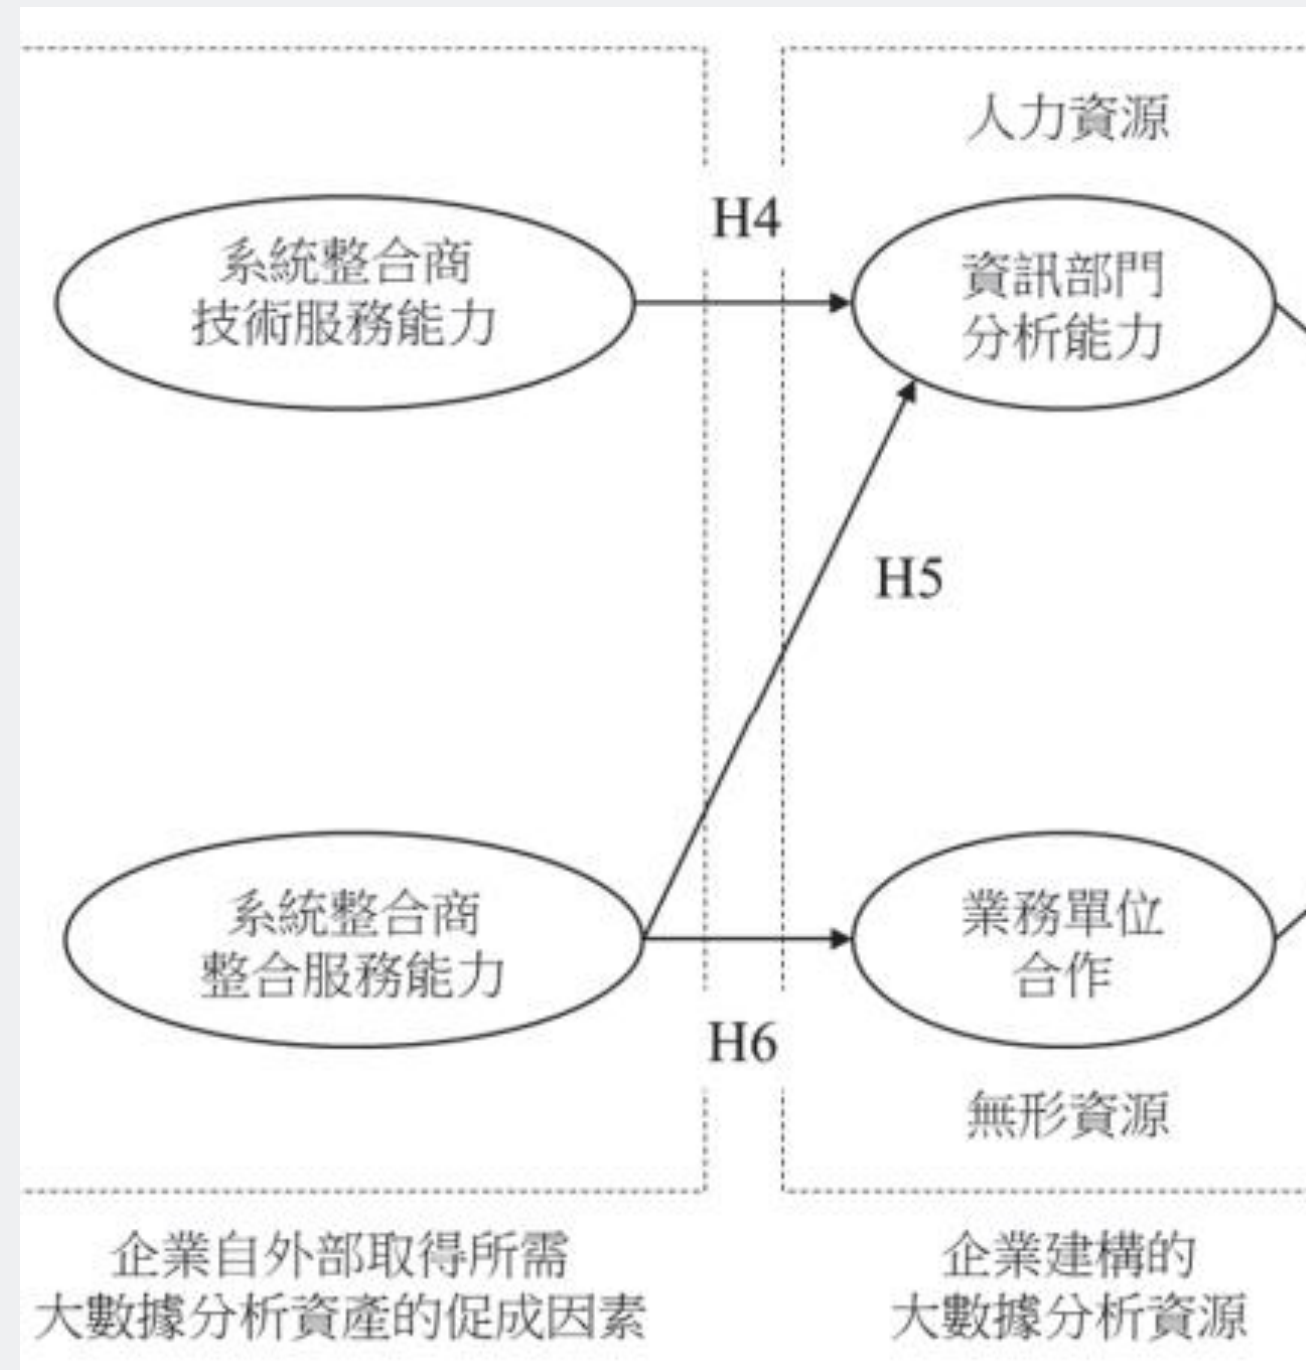 人力資源
H4
系統整合商
技術服務能力
資訊部門
分析能力
H5
系統整合商
整合服務能力
業務單位
合作
H6
無形資源
企業自外部取得所需
大數據分析資產的促成因素
企業建構的
大數據分析資源